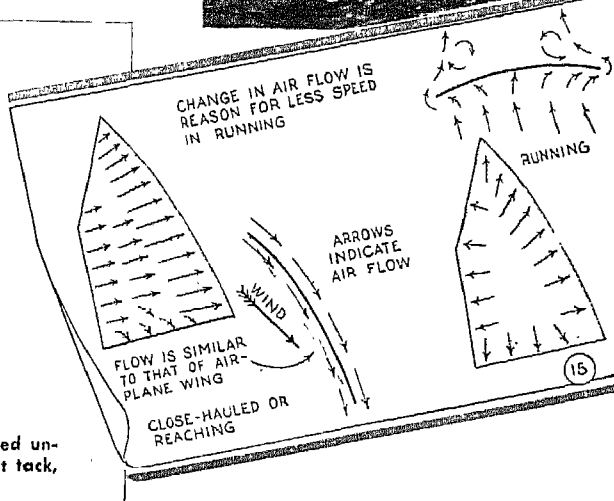 CHANGE IN AIR FLOW IS
REASON FOR LESS SPEED
IN RUNNING
RUNNING
ARROWS
INDICATE
AIR FLOW
WIND
FLOW IS SIMILAR
TO THAT OF AIR-
PLANE WING
CLOSE-HAULED OR
REACHING
15
ed un-
t tack,